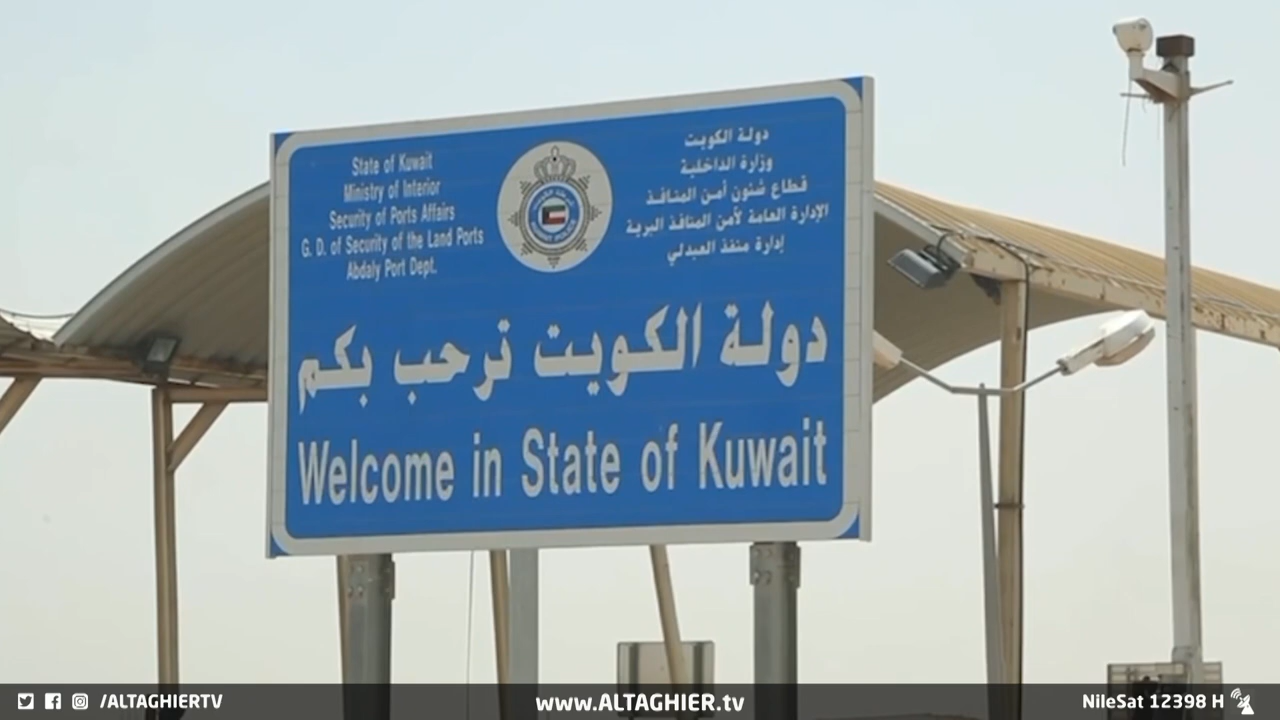 State of Kuwait
Ministry of Interior
Security of Ports Affairs
G. D. of Security of the Land Ports
Abdaly Port Dept.
دولة الكويت
وزارة الداخلية
قطاع شئون أمن المنافذ
الإدارة العامة لأمن المنافذ البرية
إدارة منفذ العبدلي
دولة الكويت ترحب بكم
Welcome in State of Kuwait
/ALTAGHIERTV
www.ALTAGHIER.tv
NileSat 12398 H